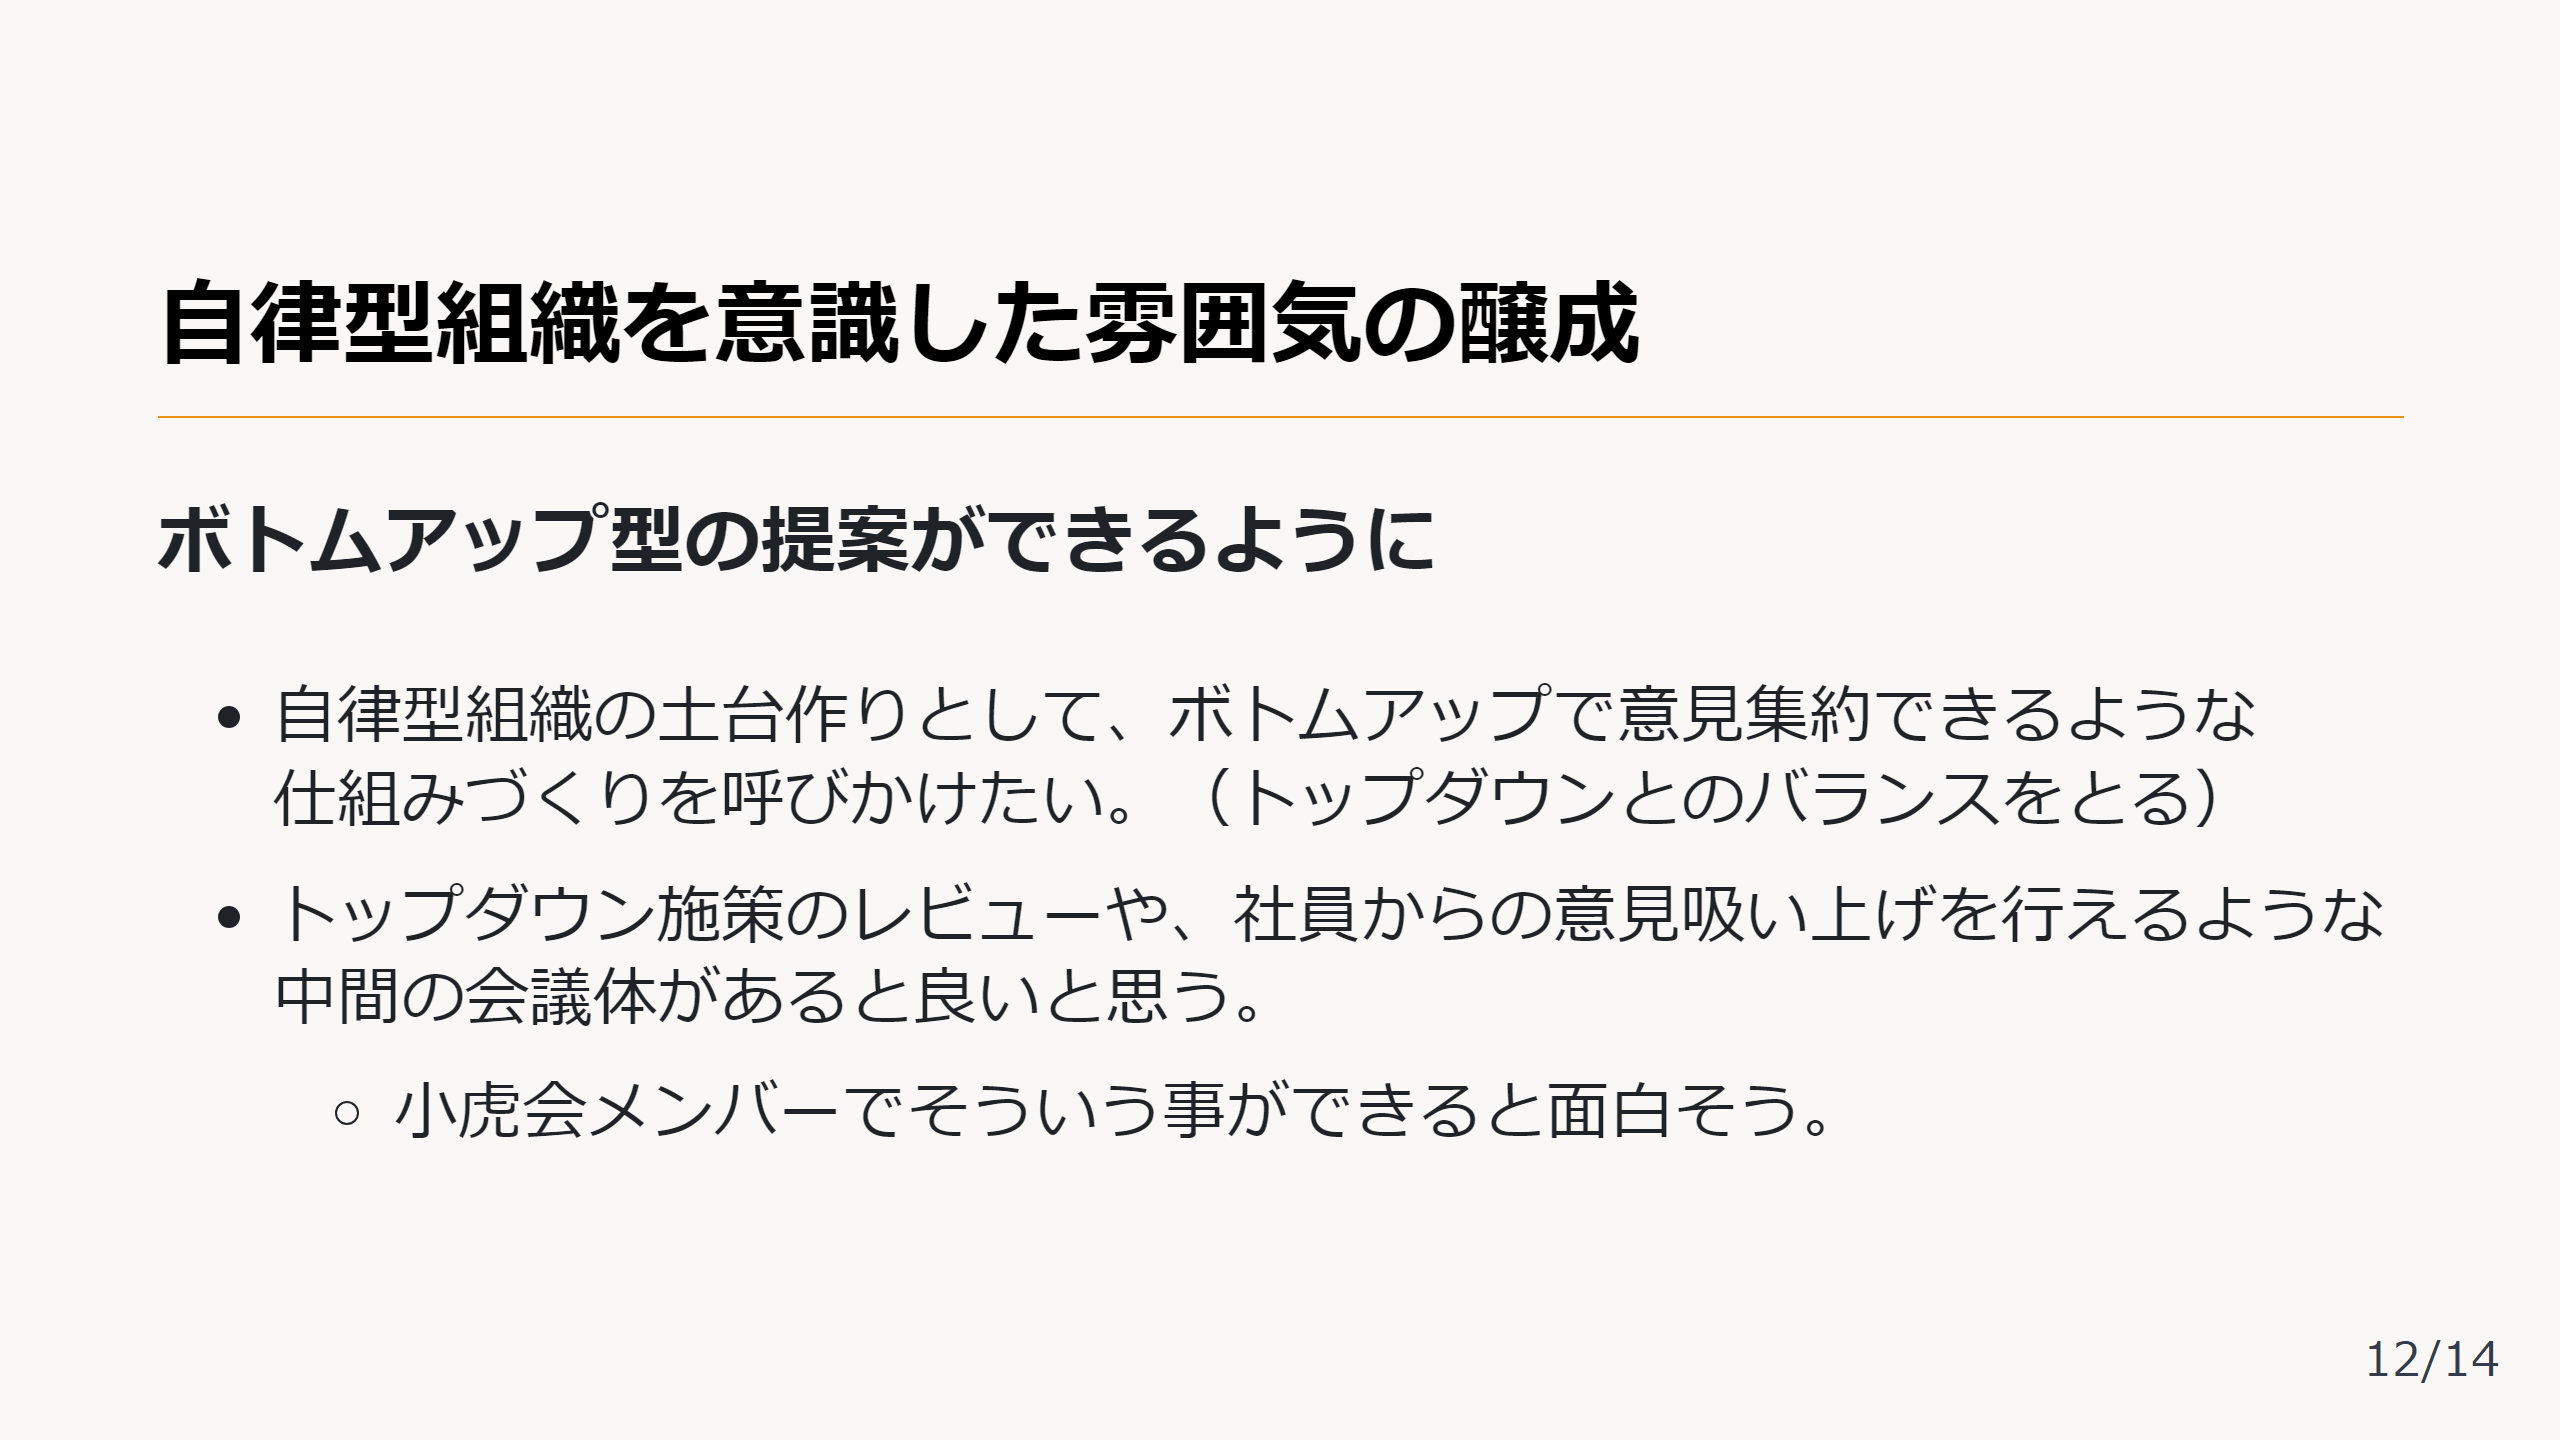 自律型組織を意識した雰囲気の醸成
ボトムアップ型の提案ができるように
• 自律型組織の土台作りとして、ボトムアップで意見集約できるような
仕組みづくりを呼びかけたい。（トップダウンとのバランスをとる）
• トップダウン施策のレビューや、社員からの意見吸い上げを行えるような
中間の会議体があると良いと思う。
◦ 小虎会メンバーでそういう事ができると面白そう。
12/14